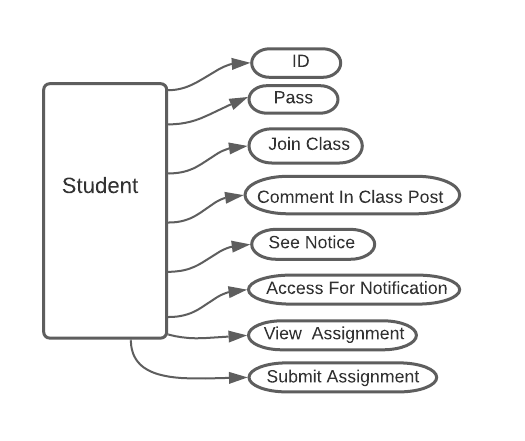 ID
Pass
Join Class
Student
Comment In Class Post
See Notice
Access For Notification
View Assignment
Submit Assignment